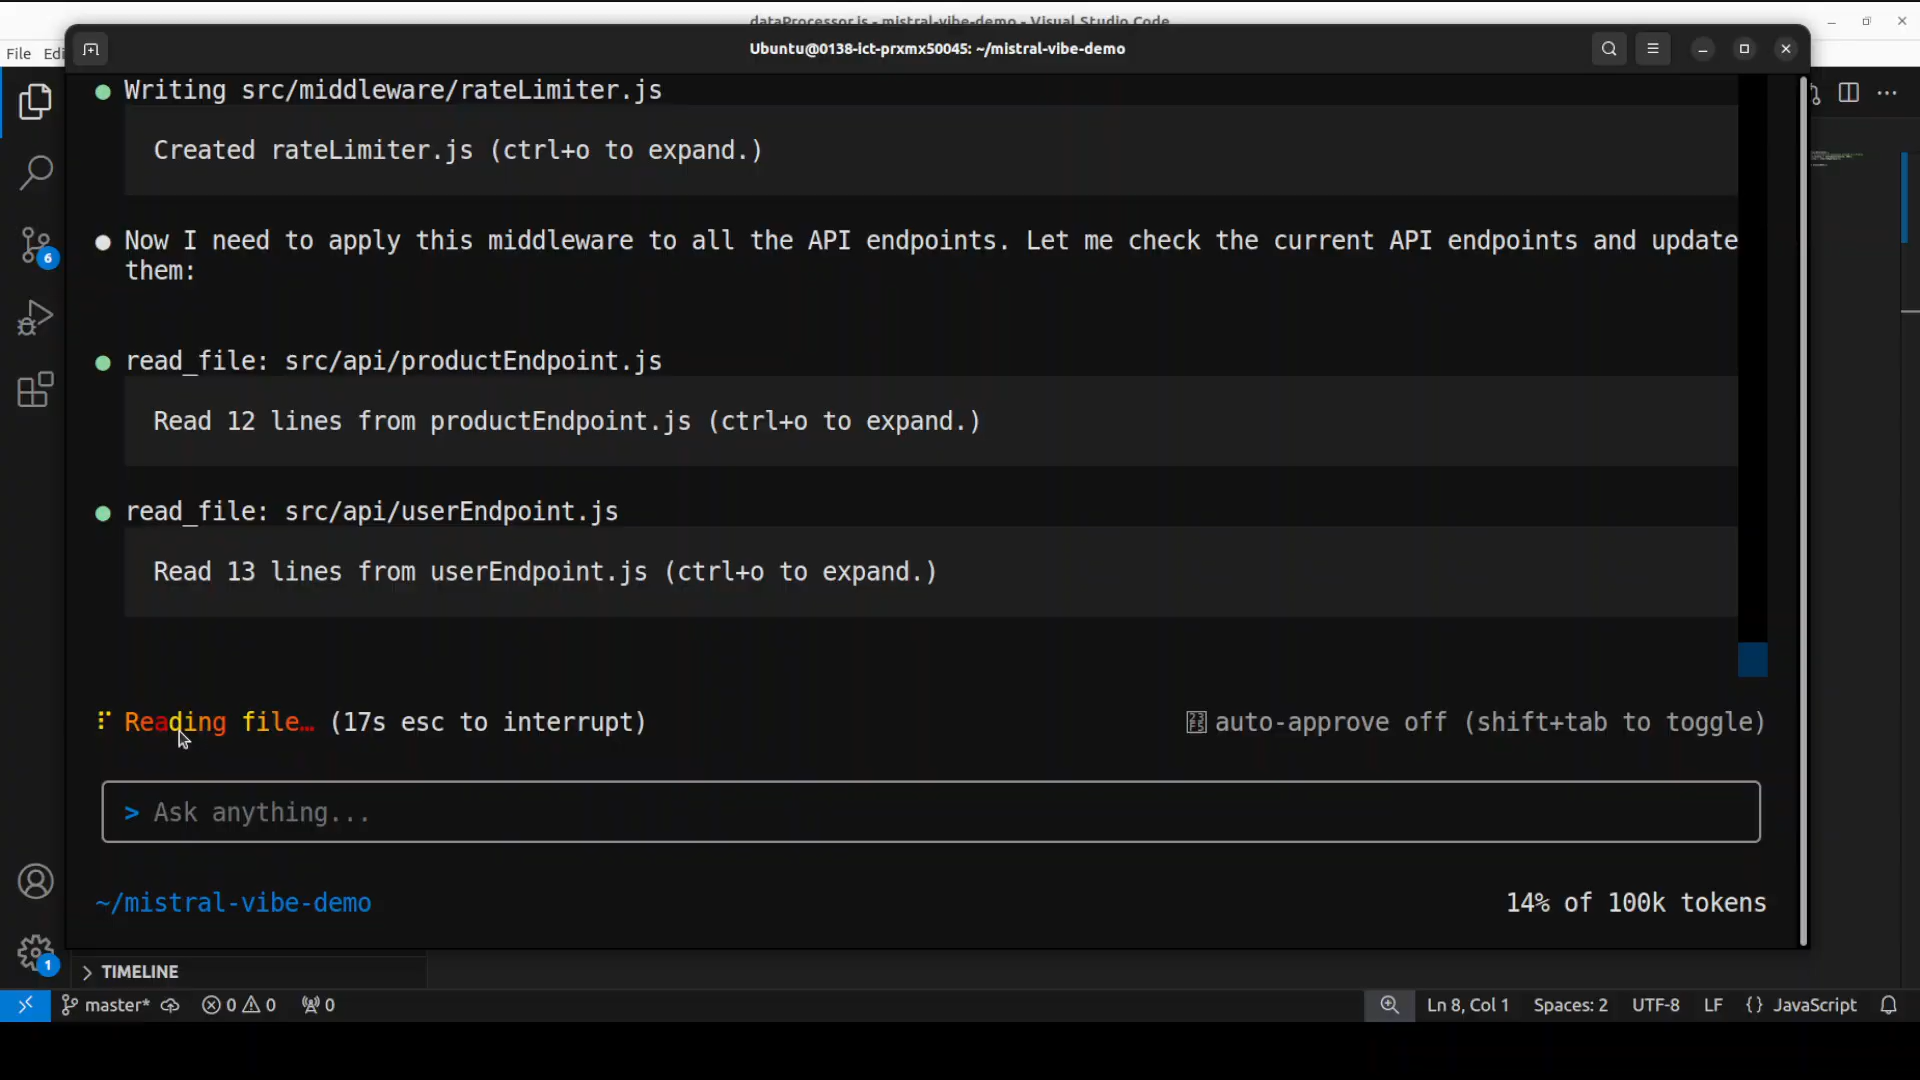 dataProcessor.js - mistral-vibe-demo - Visual Studio Code
File Edi
Ubuntu@0138-ict-prxmx50045: ~/mistral-vibe-demo
Writing src/middleware/rateLimiter.js
Created rateLimiter.js (ctrl+o to expand.)
Now I need to apply this middleware to all the API endpoints. Let me check the current API endpoints and update
them:
read_file: src/api/productEndpoint.js
Read 12 lines from productEndpoint.js (ctrl+o to expand.)
read_file: src/api/userEndpoint.js
Read 13 lines from userEndpoint.js (ctrl+o to expand.)
Reading file… (17s esc to interrupt)
auto-approve off (shift+tab to toggle)
> Ask anything...
~/mistral-vibe-demo
14% of 100k tokens
6
1
TIMELINE
master*
0 0
0
Ln 8, Col 1
Spaces: 2
UTF-8
LF
{} JavaScript